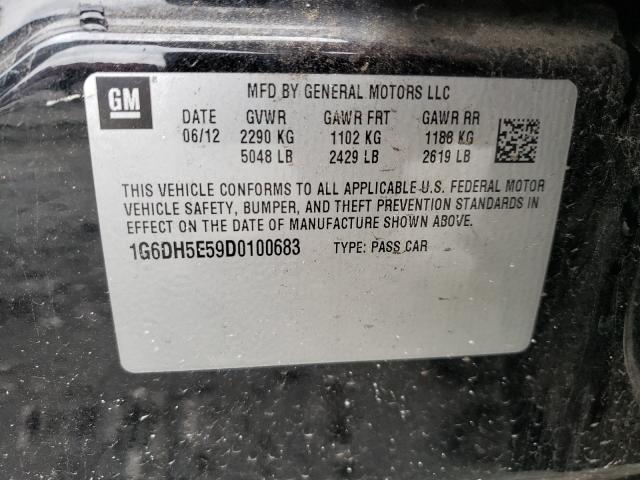 GM
MFD BY GENERAL MOTORS LLC
DATE GVWR GAWR FRT GAWR RR
06/12 2290 KG 1102 KG 1188 KG
5048 LB 2429 LB 2619 LB
THIS VEHICLE CONFORMS TO ALL APPLICABLE U.S. FEDERAL MOTOR
VEHICLE SAFETY, BUMPER, AND THEFT PREVENTION STANDARDS IN
EFFECT ON THE DATE OF MANUFACTURE SHOWN ABOVE.
1G6DH5E59D0100683 TYPE: PASS CAR